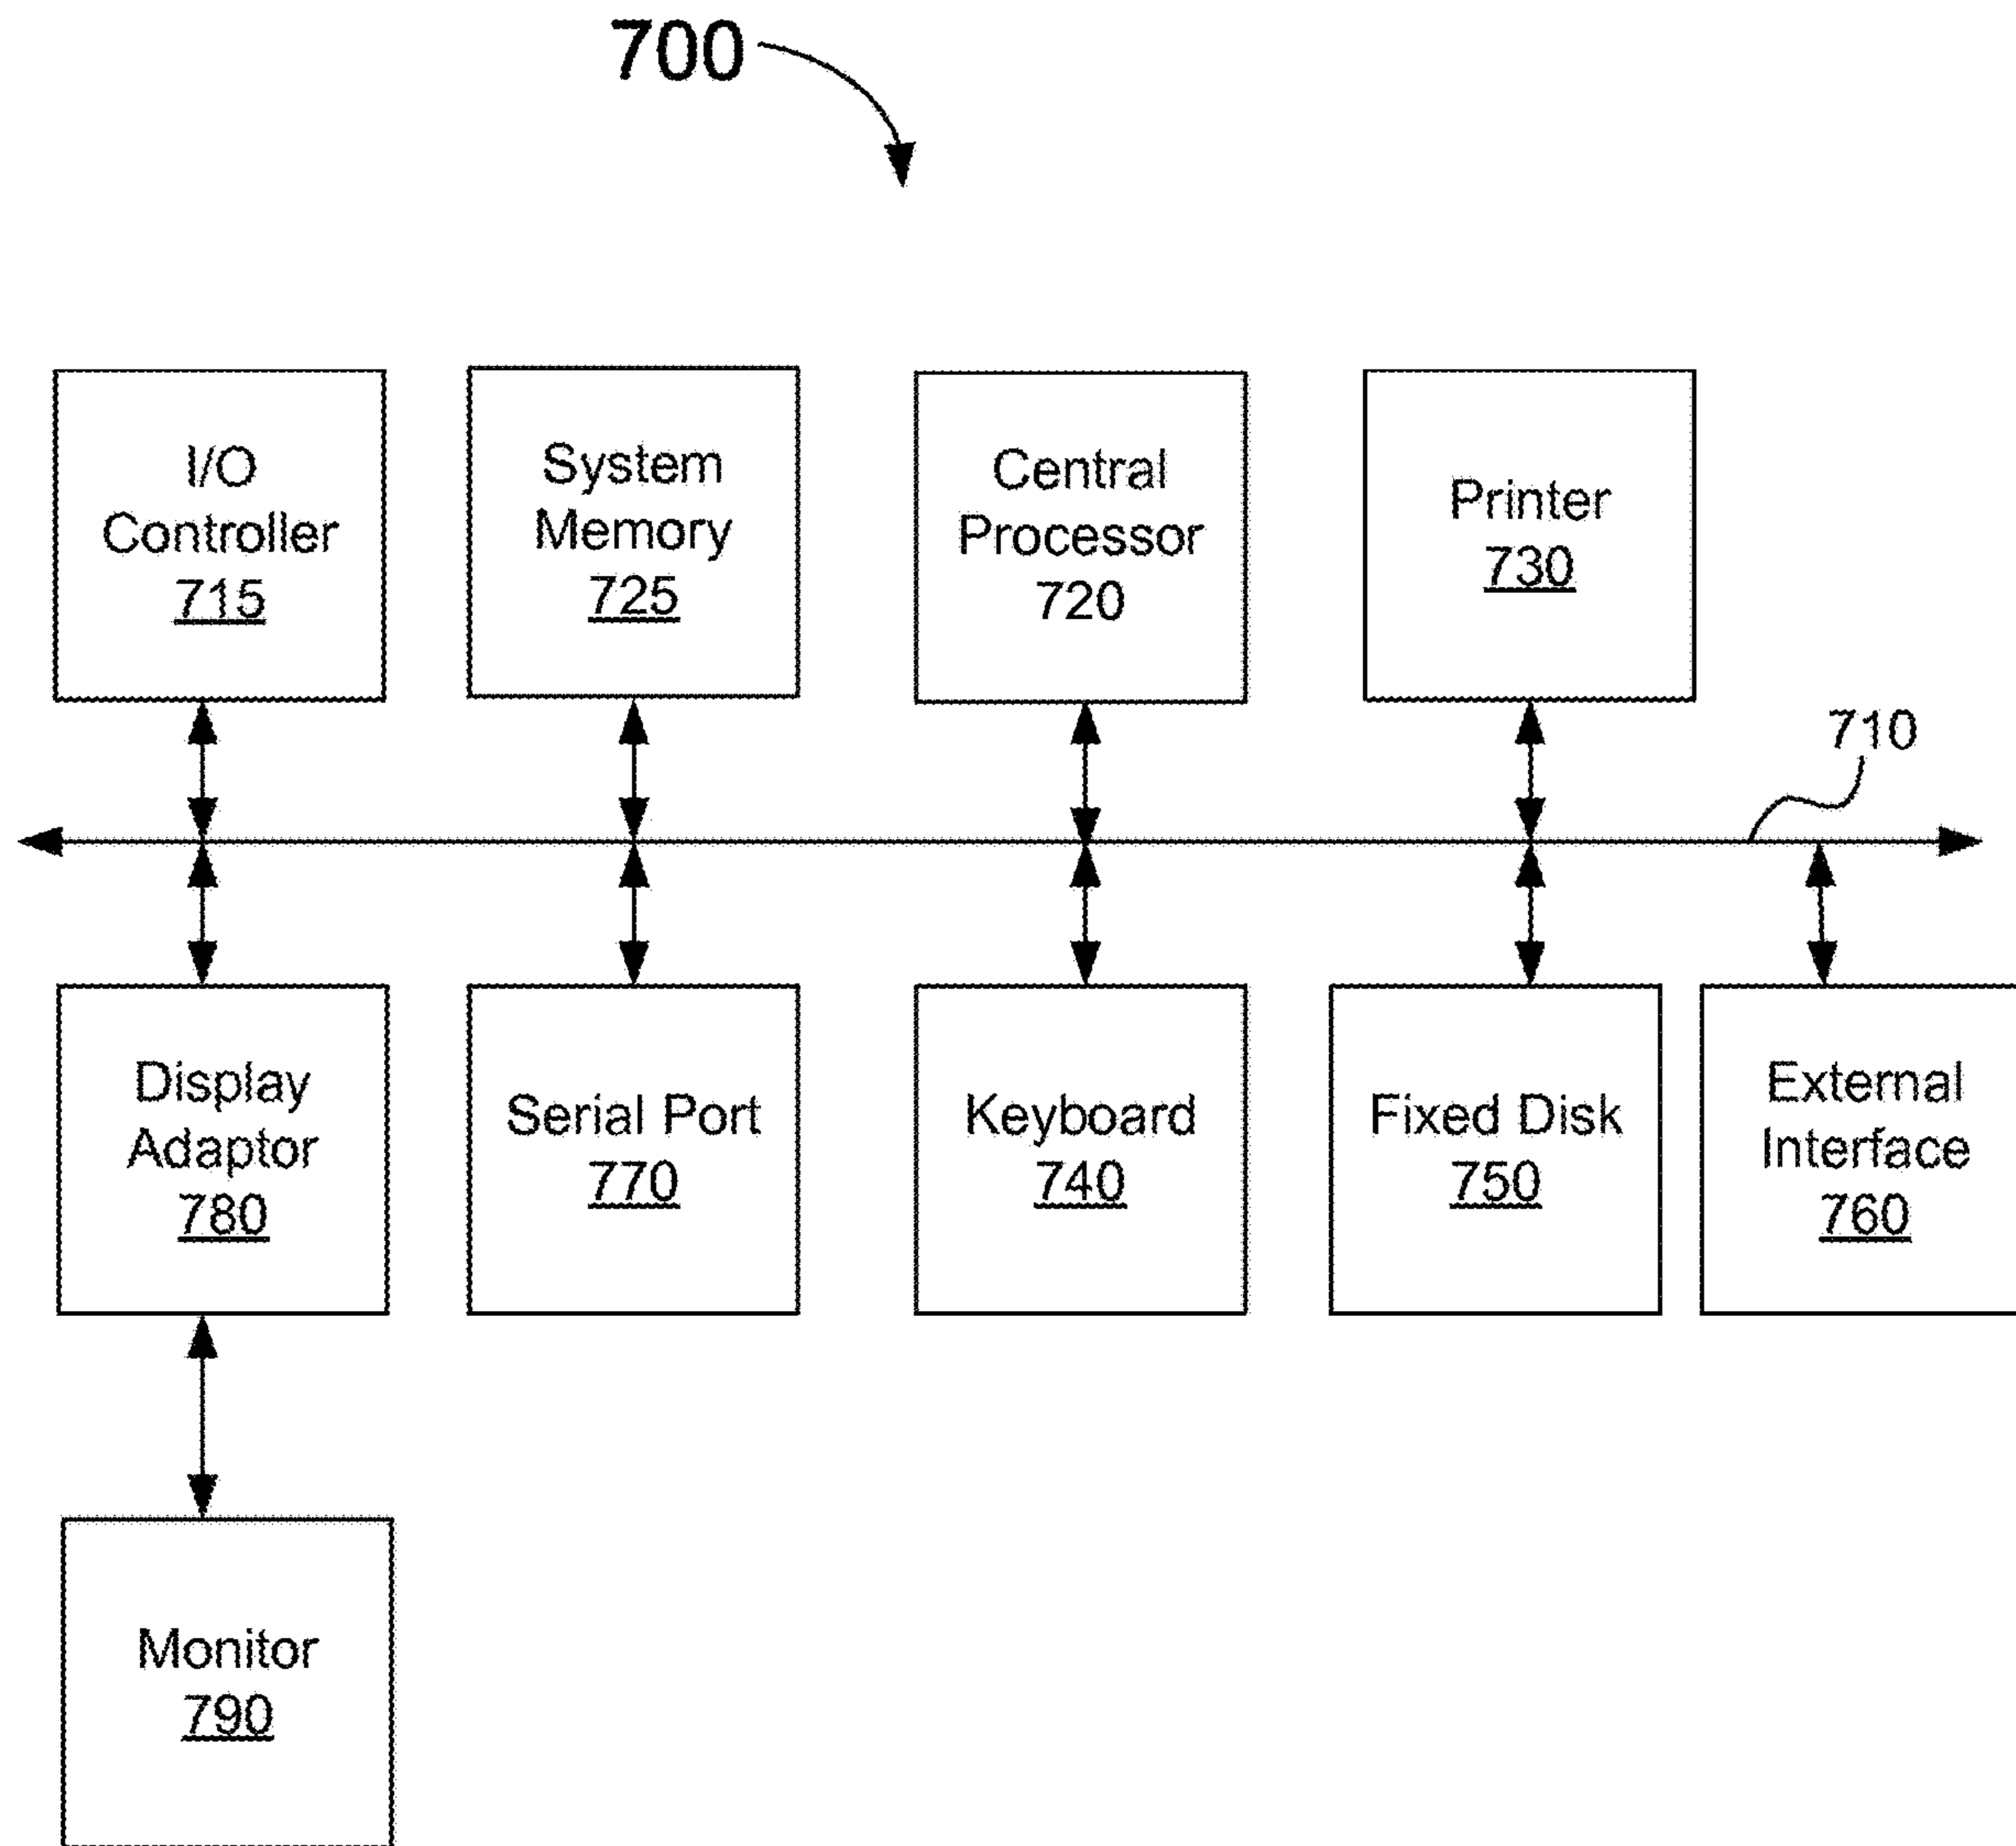 700
I/O
Controller
715
System
Memory
725
Central
Processor
720
Printer
730
710
Display
Adaptor
780
Serial Port
770
Keyboard
740
Fixed Disk
750
External
Interface
760
Monitor
790